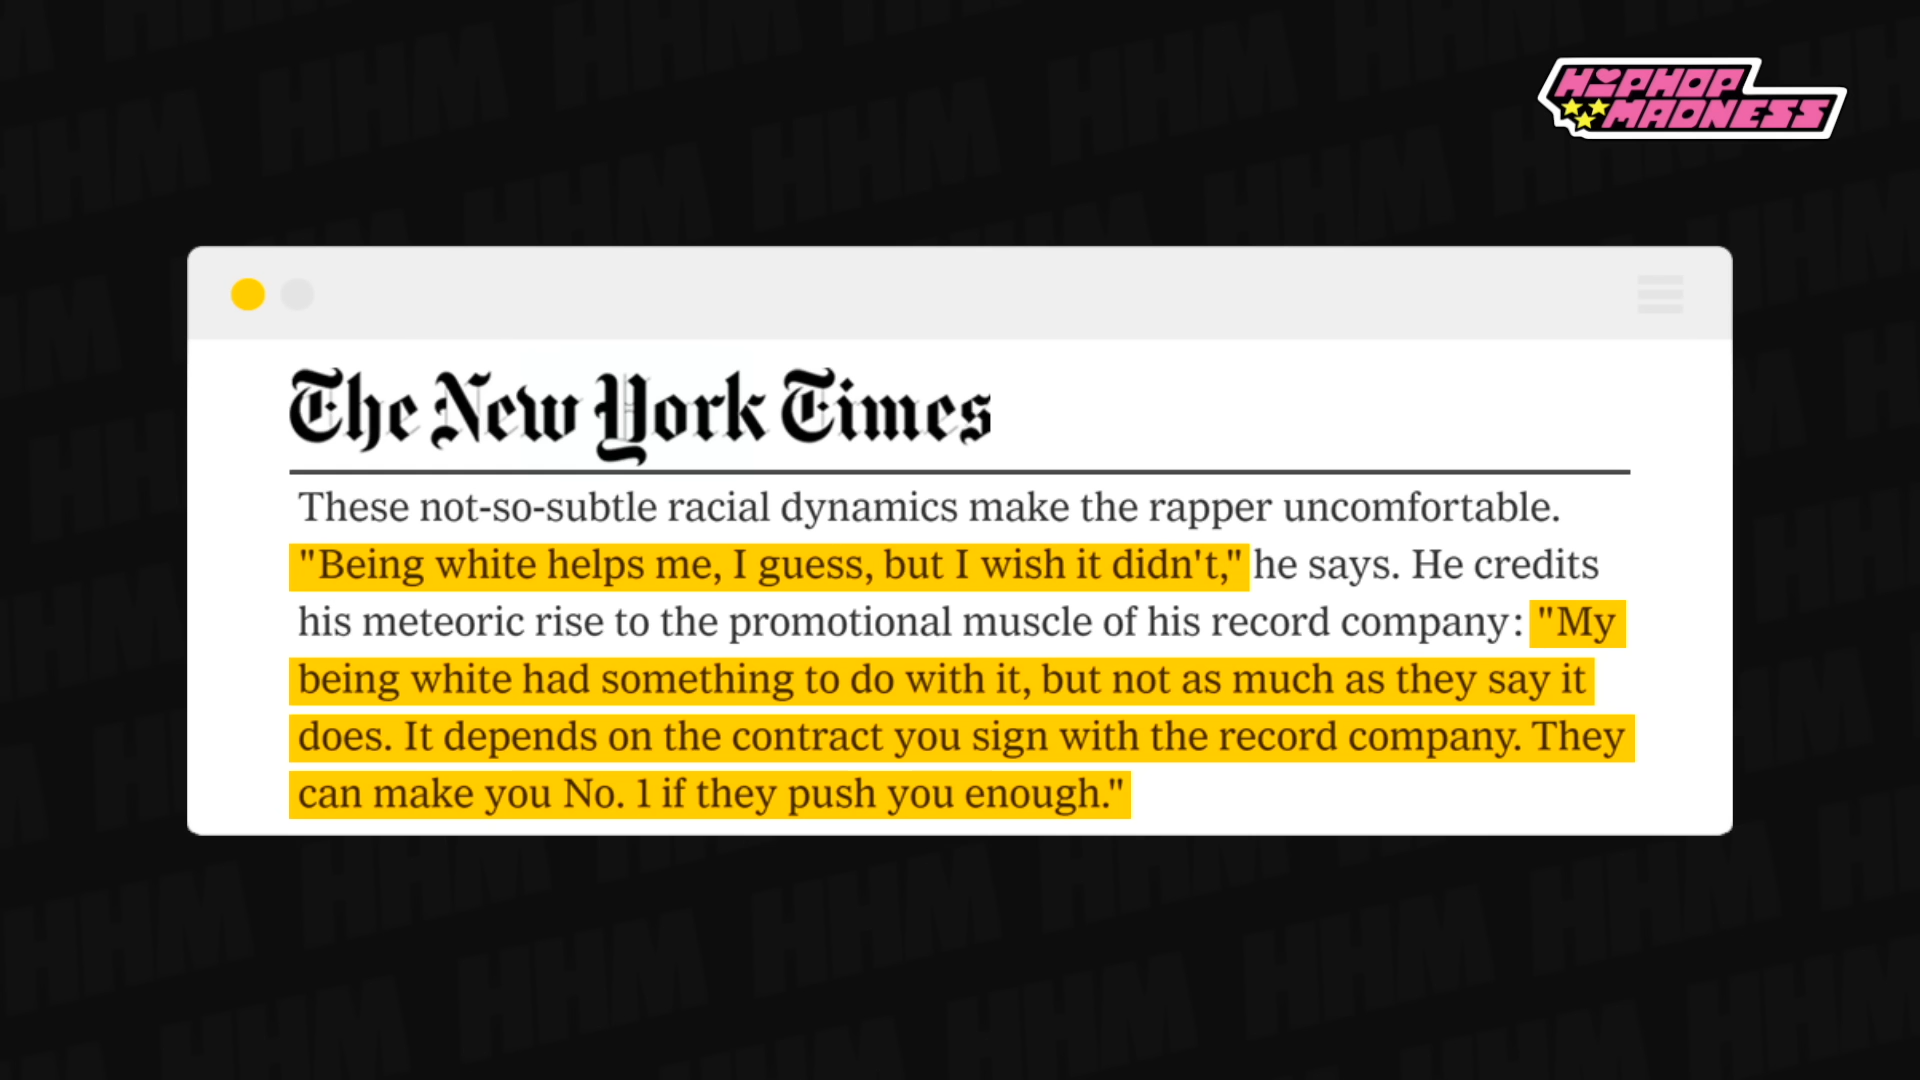 HIPHOP
MADNESS
The New York Times
These not-so-subtle racial dynamics make the rapper uncomfortable.
"Being white helps me, I guess, but I wish it didn't," he says. He credits
his meteoric rise to the promotional muscle of his record company: "My
being white had something to do with it, but not as much as they say it
does. It depends on the contract you sign with the record company. They
can make you No. 1 if they push you enough."